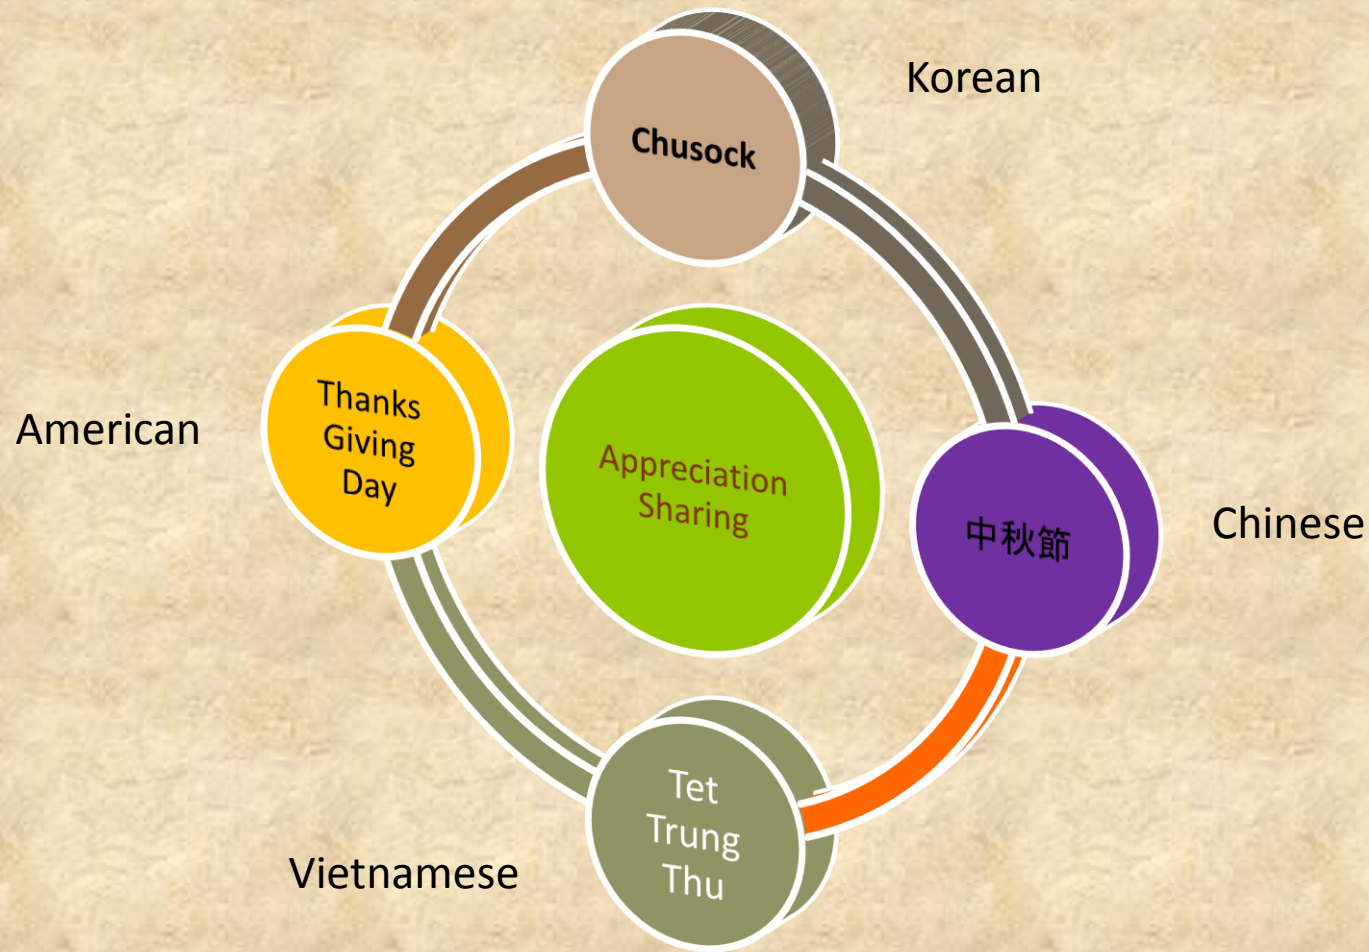 Korean
Chusock
American
Thanks
Giving
Day
Appreciation
Sharing
中秋節
Chinese
Tet
Trung
Thu
Vietnamese